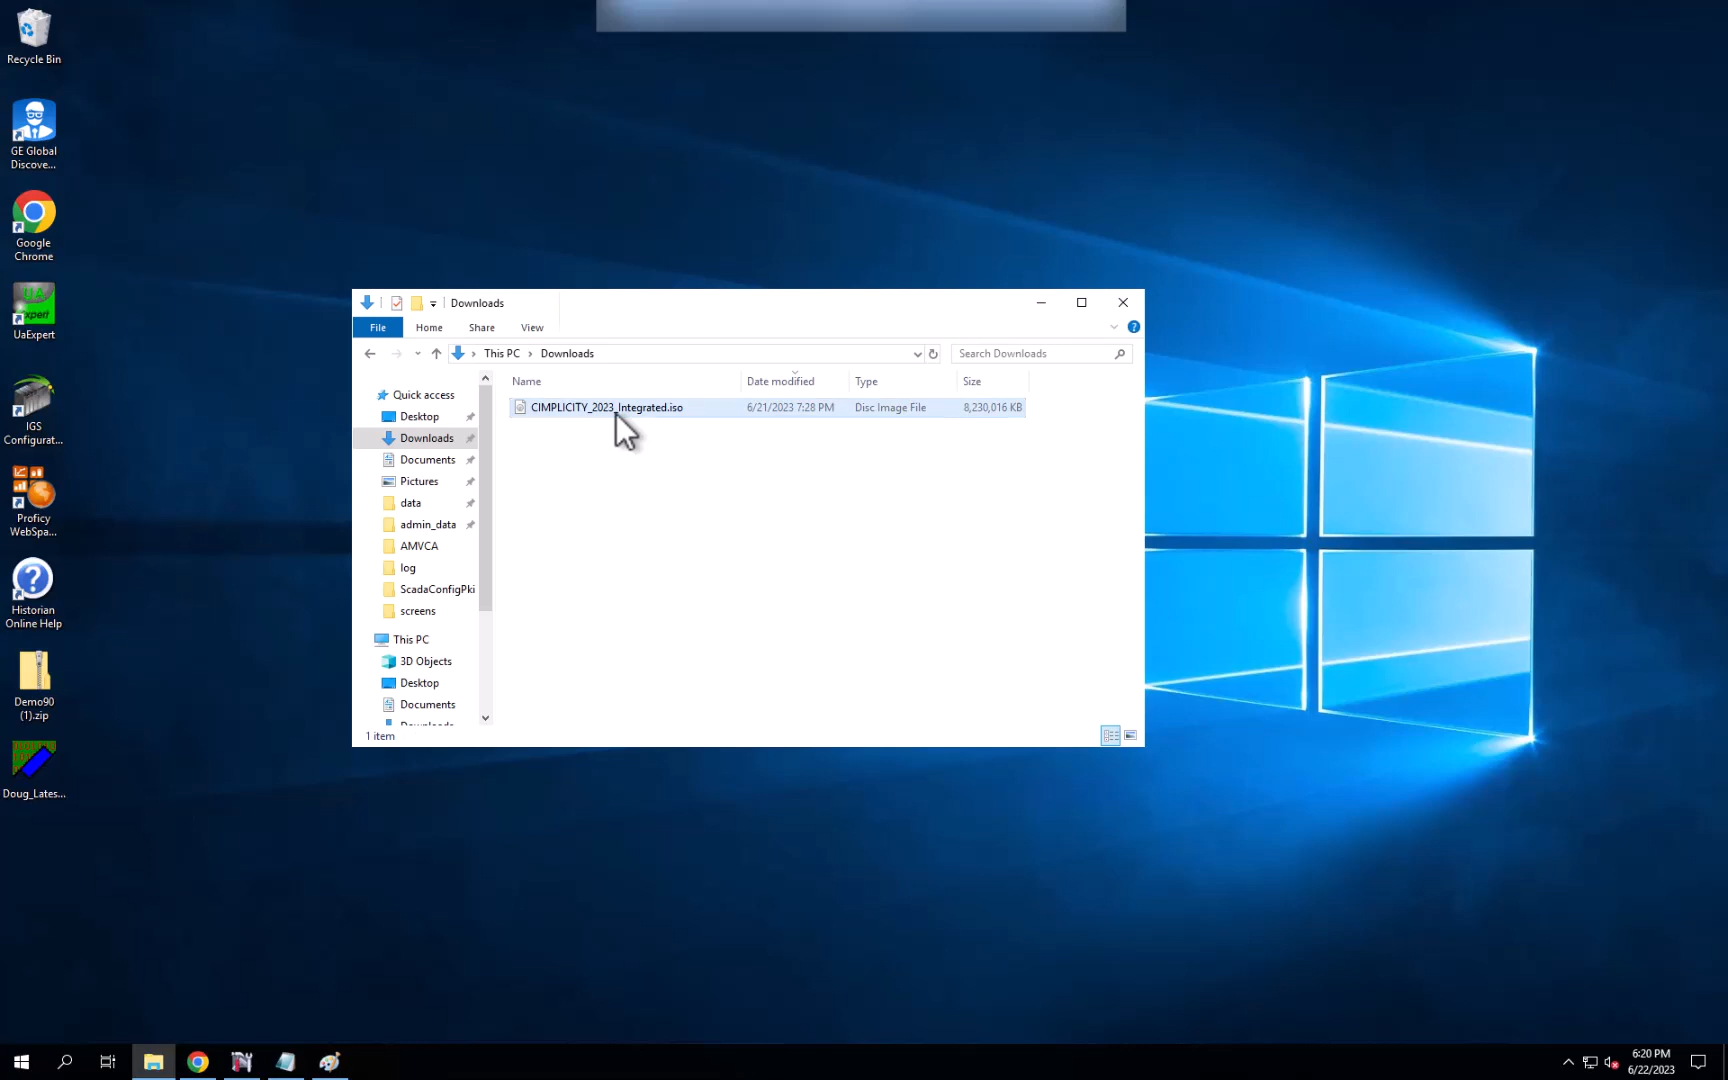 Recycle Bin
GE Global
Discove...
Google
Chrome
UA
Expert
UaExpert
IGS
Configurat...
Proficy
WebSpa...
Historian
Online Help
Demo90
(1).zip
Doug_Lates...
Downloads
File
Home
Share
View
This PC
Downloads
Search Downloads
Name
Date modified
Type
Size
CIMPLICITY_2023_Integrated.iso
6/21/2023 7:28 PM
Disc Image File
8,230,016 KB
Quick access
Desktop
Downloads
Documents
Pictures
data
admin_data
AMVCA
log
ScadaConfigPki
screens
This PC
3D Objects
Desktop
Documents
Downloads
1 item
6:20 PM
6/22/2023